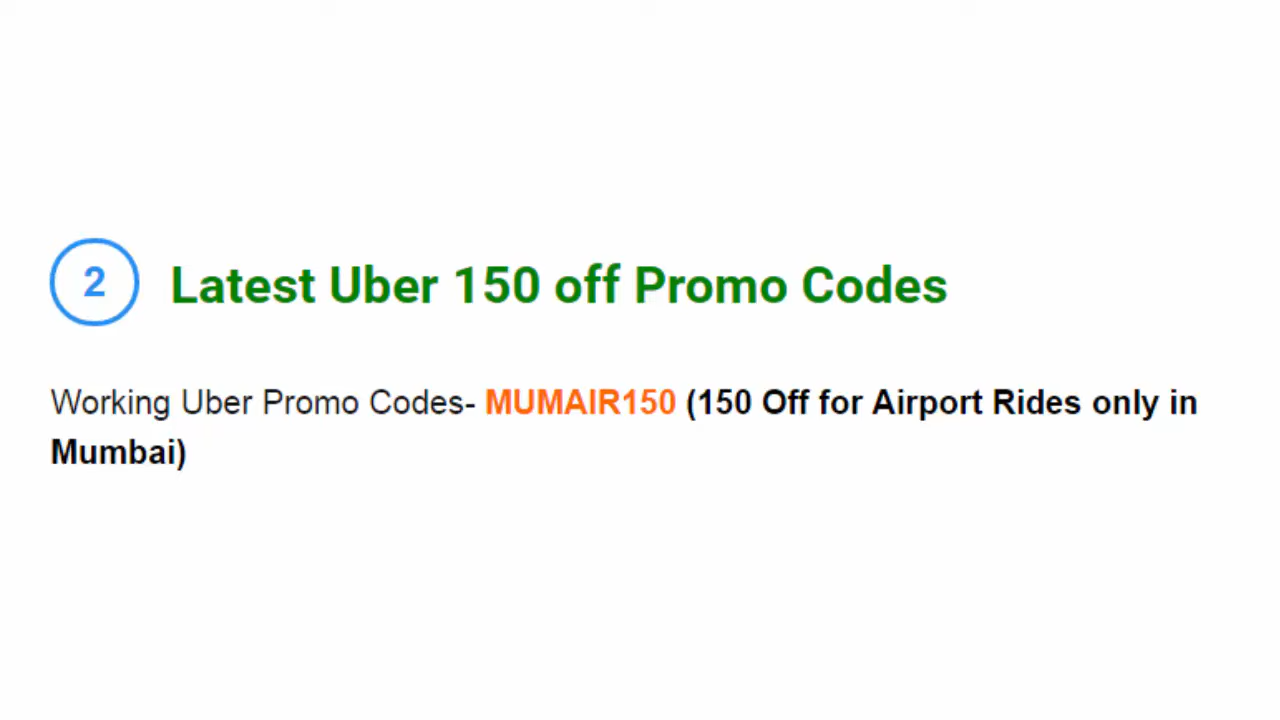 2 Latest Uber 150 off Promo Codes
Working Uber Promo Codes- MUMAIR150 (150 Off for Airport Rides only in
Mumbai)